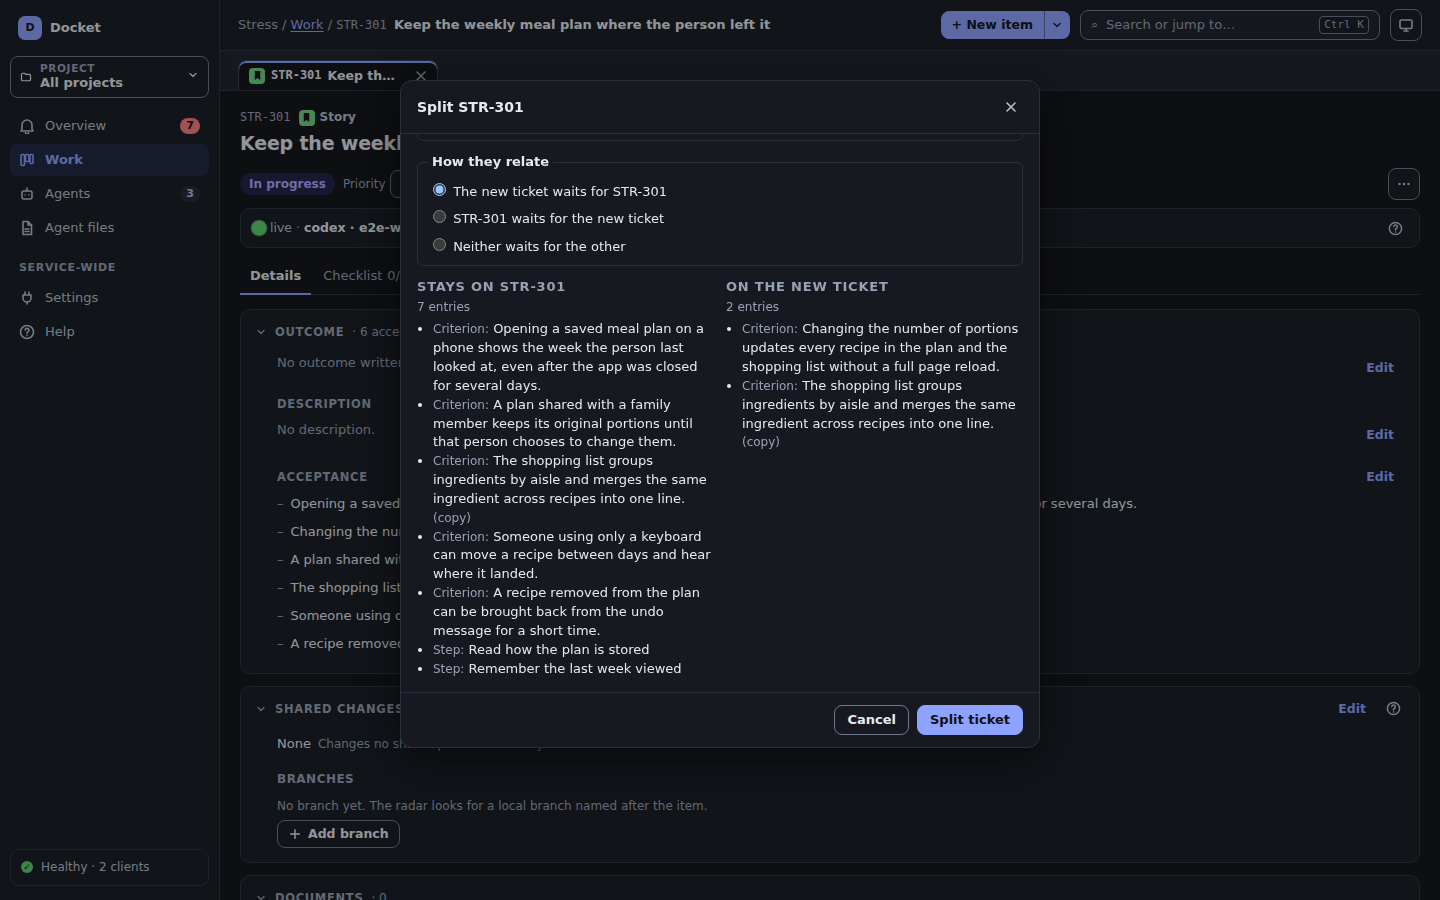 D Docket
PROJECT
All projects
Overview 7
Work
Agents 3
Agent files
SERVICE-WIDE
Settings
Help
Healthy · 2 clients
Stress / Work / STR-301 Keep the weekly meal plan where the person left it
+ New item
Search or jump to...
Ctrl K
STR-301 Keep th...
STR-301 Story
Keep the weekl
In progress Priority
live · codex · e2e-w
Details Checklist 0/
OUTCOME · 6 acce
No outcome written
Edit
DESCRIPTION
No description.
Edit
ACCEPTANCE
Edit
– Opening a saved
or several days.
– Changing the nu
– A plan shared wit
– The shopping list
– Someone using o
– A recipe removed
SHARED CHANGES
Edit
None Changes no sh
BRANCHES
No branch yet. The radar looks for a local branch named after the item.
+ Add branch
DOCUMENTS · 0
Split STR-301
How they relate
The new ticket waits for STR-301
STR-301 waits for the new ticket
Neither waits for the other
STAYS ON STR-301
7 entries
• Criterion: Opening a saved meal plan on a
phone shows the week the person last
looked at, even after the app was closed
for several days.
• Criterion: A plan shared with a family
member keeps its original portions until
that person chooses to change them.
• Criterion: The shopping list groups
ingredients by aisle and merges the same
ingredient across recipes into one line.
(copy)
• Criterion: Someone using only a keyboard
can move a recipe between days and hear
where it landed.
• Criterion: A recipe removed from the plan
can be brought back from the undo
message for a short time.
• Step: Read how the plan is stored
• Step: Remember the last week viewed
ON THE NEW TICKET
2 entries
• Criterion: Changing the number of portions
updates every recipe in the plan and the
shopping list without a full page reload.
• Criterion: The shopping list groups
ingredients by aisle and merges the same
ingredient across recipes into one line.
(copy)
Cancel
Split ticket